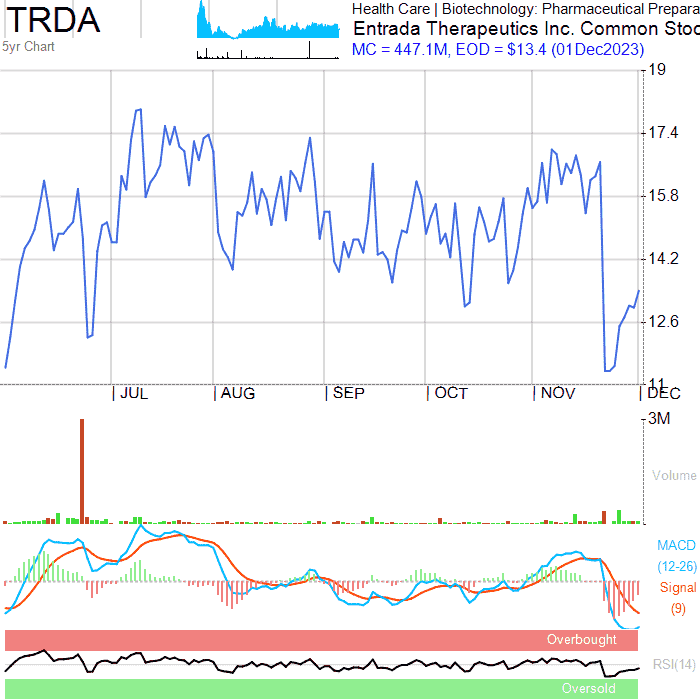 TRDA
5yr Chart
Health Care | Biotechnology: Pharmaceutical Prepara
Entrada Therapeutics Inc. Common Stoc
MC = 447.1M, EOD = $13.4 (01Dec2023)
19
17.4
15.8
14.2
12.6
11
JUL AUG SEP OCT NOV DEC
3M
Volume
MACD
(12-26)
Signal
(9)
Overbought
RSI(14)
Oversold